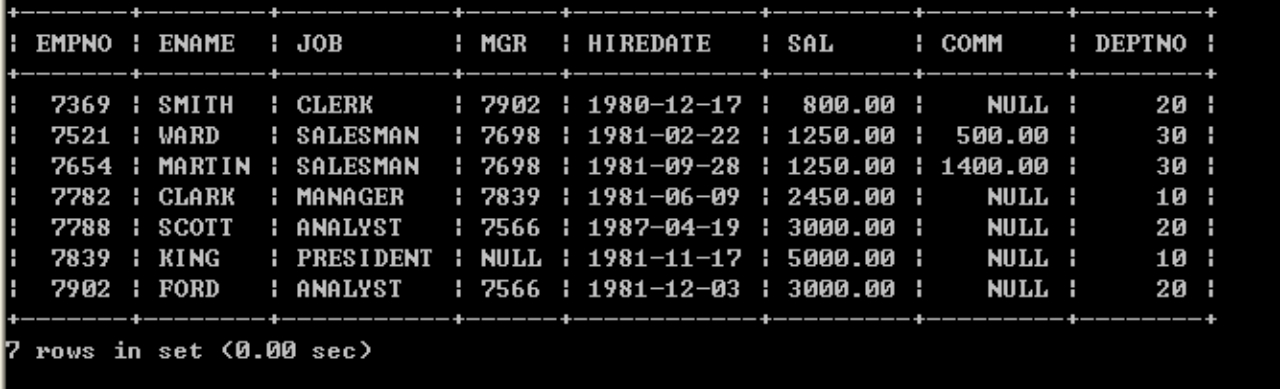 +-------+--------+-----------+------+------------+---------+---------+--------+
| EMPNO | ENAME  | JOB       | MGR  | HIREDATE   | SAL     | COMM    | DEPTNO |
+-------+--------+-----------+------+------------+---------+---------+--------+
|  7369 | SMITH  | CLERK     | 7902 | 1980-12-17 |  800.00 |    NULL |     20 |
|  7521 | WARD   | SALESMAN  | 7698 | 1981-02-22 | 1250.00 |  500.00 |     30 |
|  7654 | MARTIN | SALESMAN  | 7698 | 1981-09-28 | 1250.00 | 1400.00 |     30 |
|  7782 | CLARK  | MANAGER   | 7839 | 1981-06-09 | 2450.00 |    NULL |     10 |
|  7788 | SCOTT  | ANALYST   | 7566 | 1987-04-19 | 3000.00 |    NULL |     20 |
|  7839 | KING   | PRESIDENT | NULL | 1981-11-17 | 5000.00 |    NULL |     10 |
|  7902 | FORD   | ANALYST   | 7566 | 1981-12-03 | 3000.00 |    NULL |     20 |
+-------+--------+-----------+------+------------+---------+---------+--------+
7 rows in set (0.00 sec)